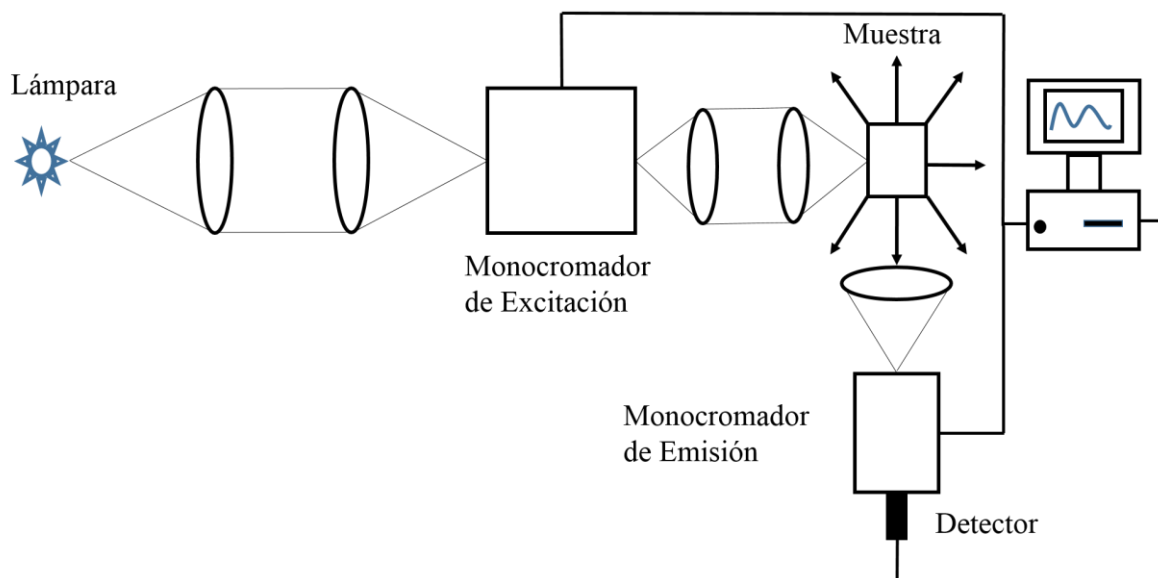 Lámpara
Muestra
Monocromador
de Excitación
Monocromador
de Emisión
Detector